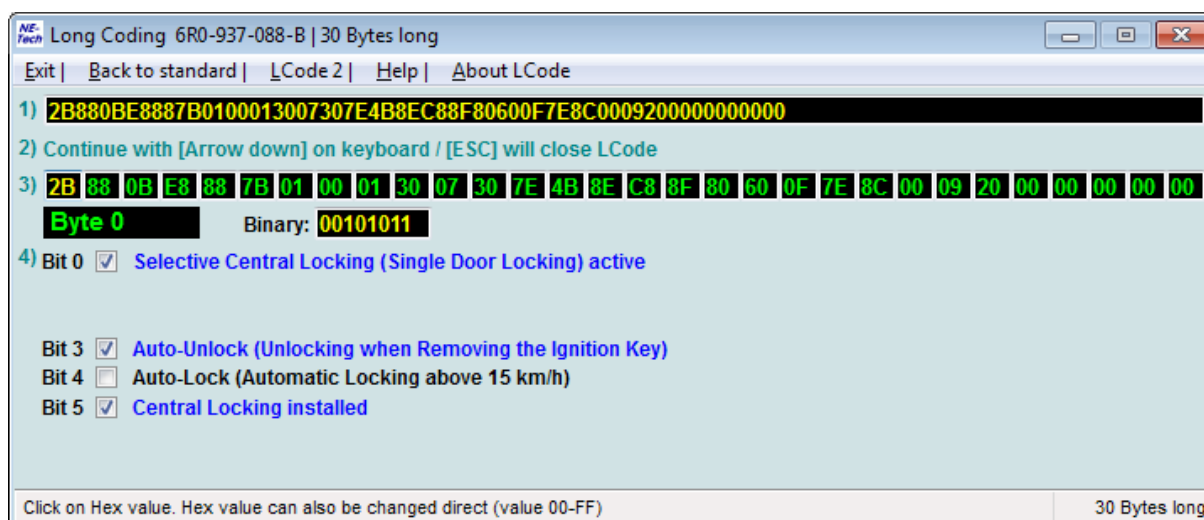 NE-Tech Long Coding 6R0-937-088-B | 30 Bytes long
Exit | Back to standard | LCode 2 | Help | About LCode
1) 2B880BE8887B0100013007307E4B8EC88F80600F7E8C0009200000000000
2) Continue with [Arrow down] on keyboard / [ESC] will close LCode
3) 2B 88 0B E8 88 7B 01 00 01 30 07 30 7E 4B 8E C8 8F 80 60 0F 7E 8C 00 09 20 00 00 00 00 00
Byte 0 Binary: 00101011
4) Bit 0 Selective Central Locking (Single Door Locking) active
Bit 3 Auto-Unlock (Unlocking when Removing the Ignition Key)
Bit 4 Auto-Lock (Automatic Locking above 15 km/h)
Bit 5 Central Locking installed
Click on Hex value. Hex value can also be changed direct (value 00-FF) 30 Bytes long